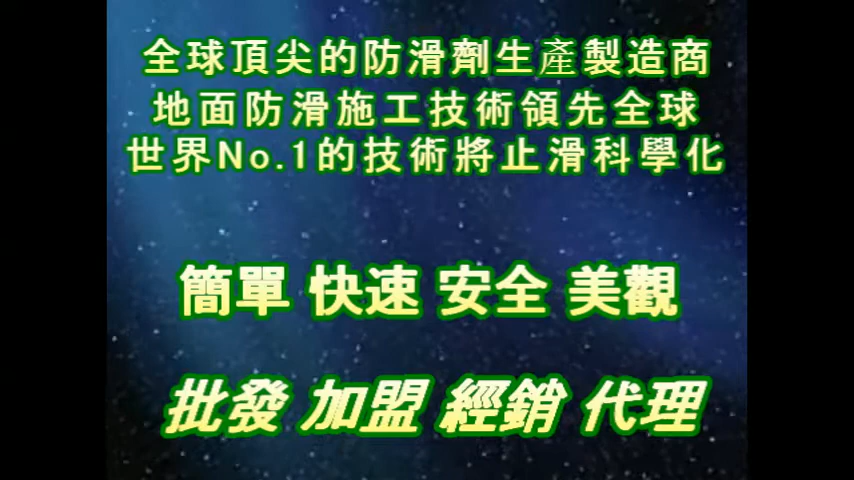 全球頂尖的防滑劑生產製造商
地面防滑施工技術領先全球
世界No.1的技術將止滑科學化
簡單 快速 安全 美觀
批發 加盟 經銷 代理